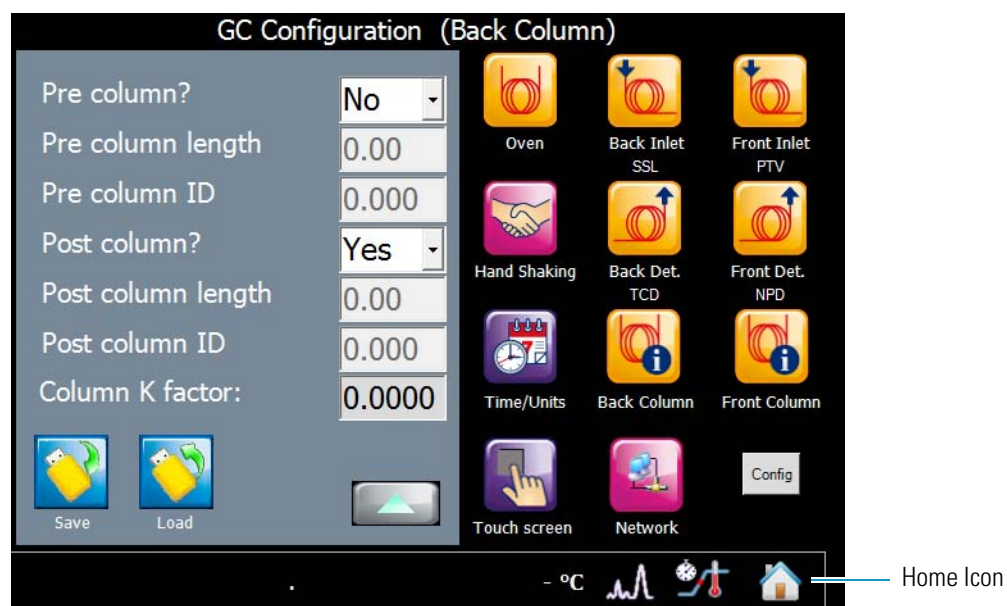 GC Configuration (Back Column)
Pre column?
No
Pre column length
0.00
Pre column ID
0.000
Post column?
Yes
Post column length
0.00
Post column ID
0.000
Column K factor:
0.0000
Save
Load
Oven
Back Inlet
SSL
Front Inlet
PTV
Hand Shaking
Back Det.
TCD
Front Det.
NPD
7
Time/Units
i
Back Column
i
Front Column
Touch screen
Network
Config
.
- °C
Home Icon